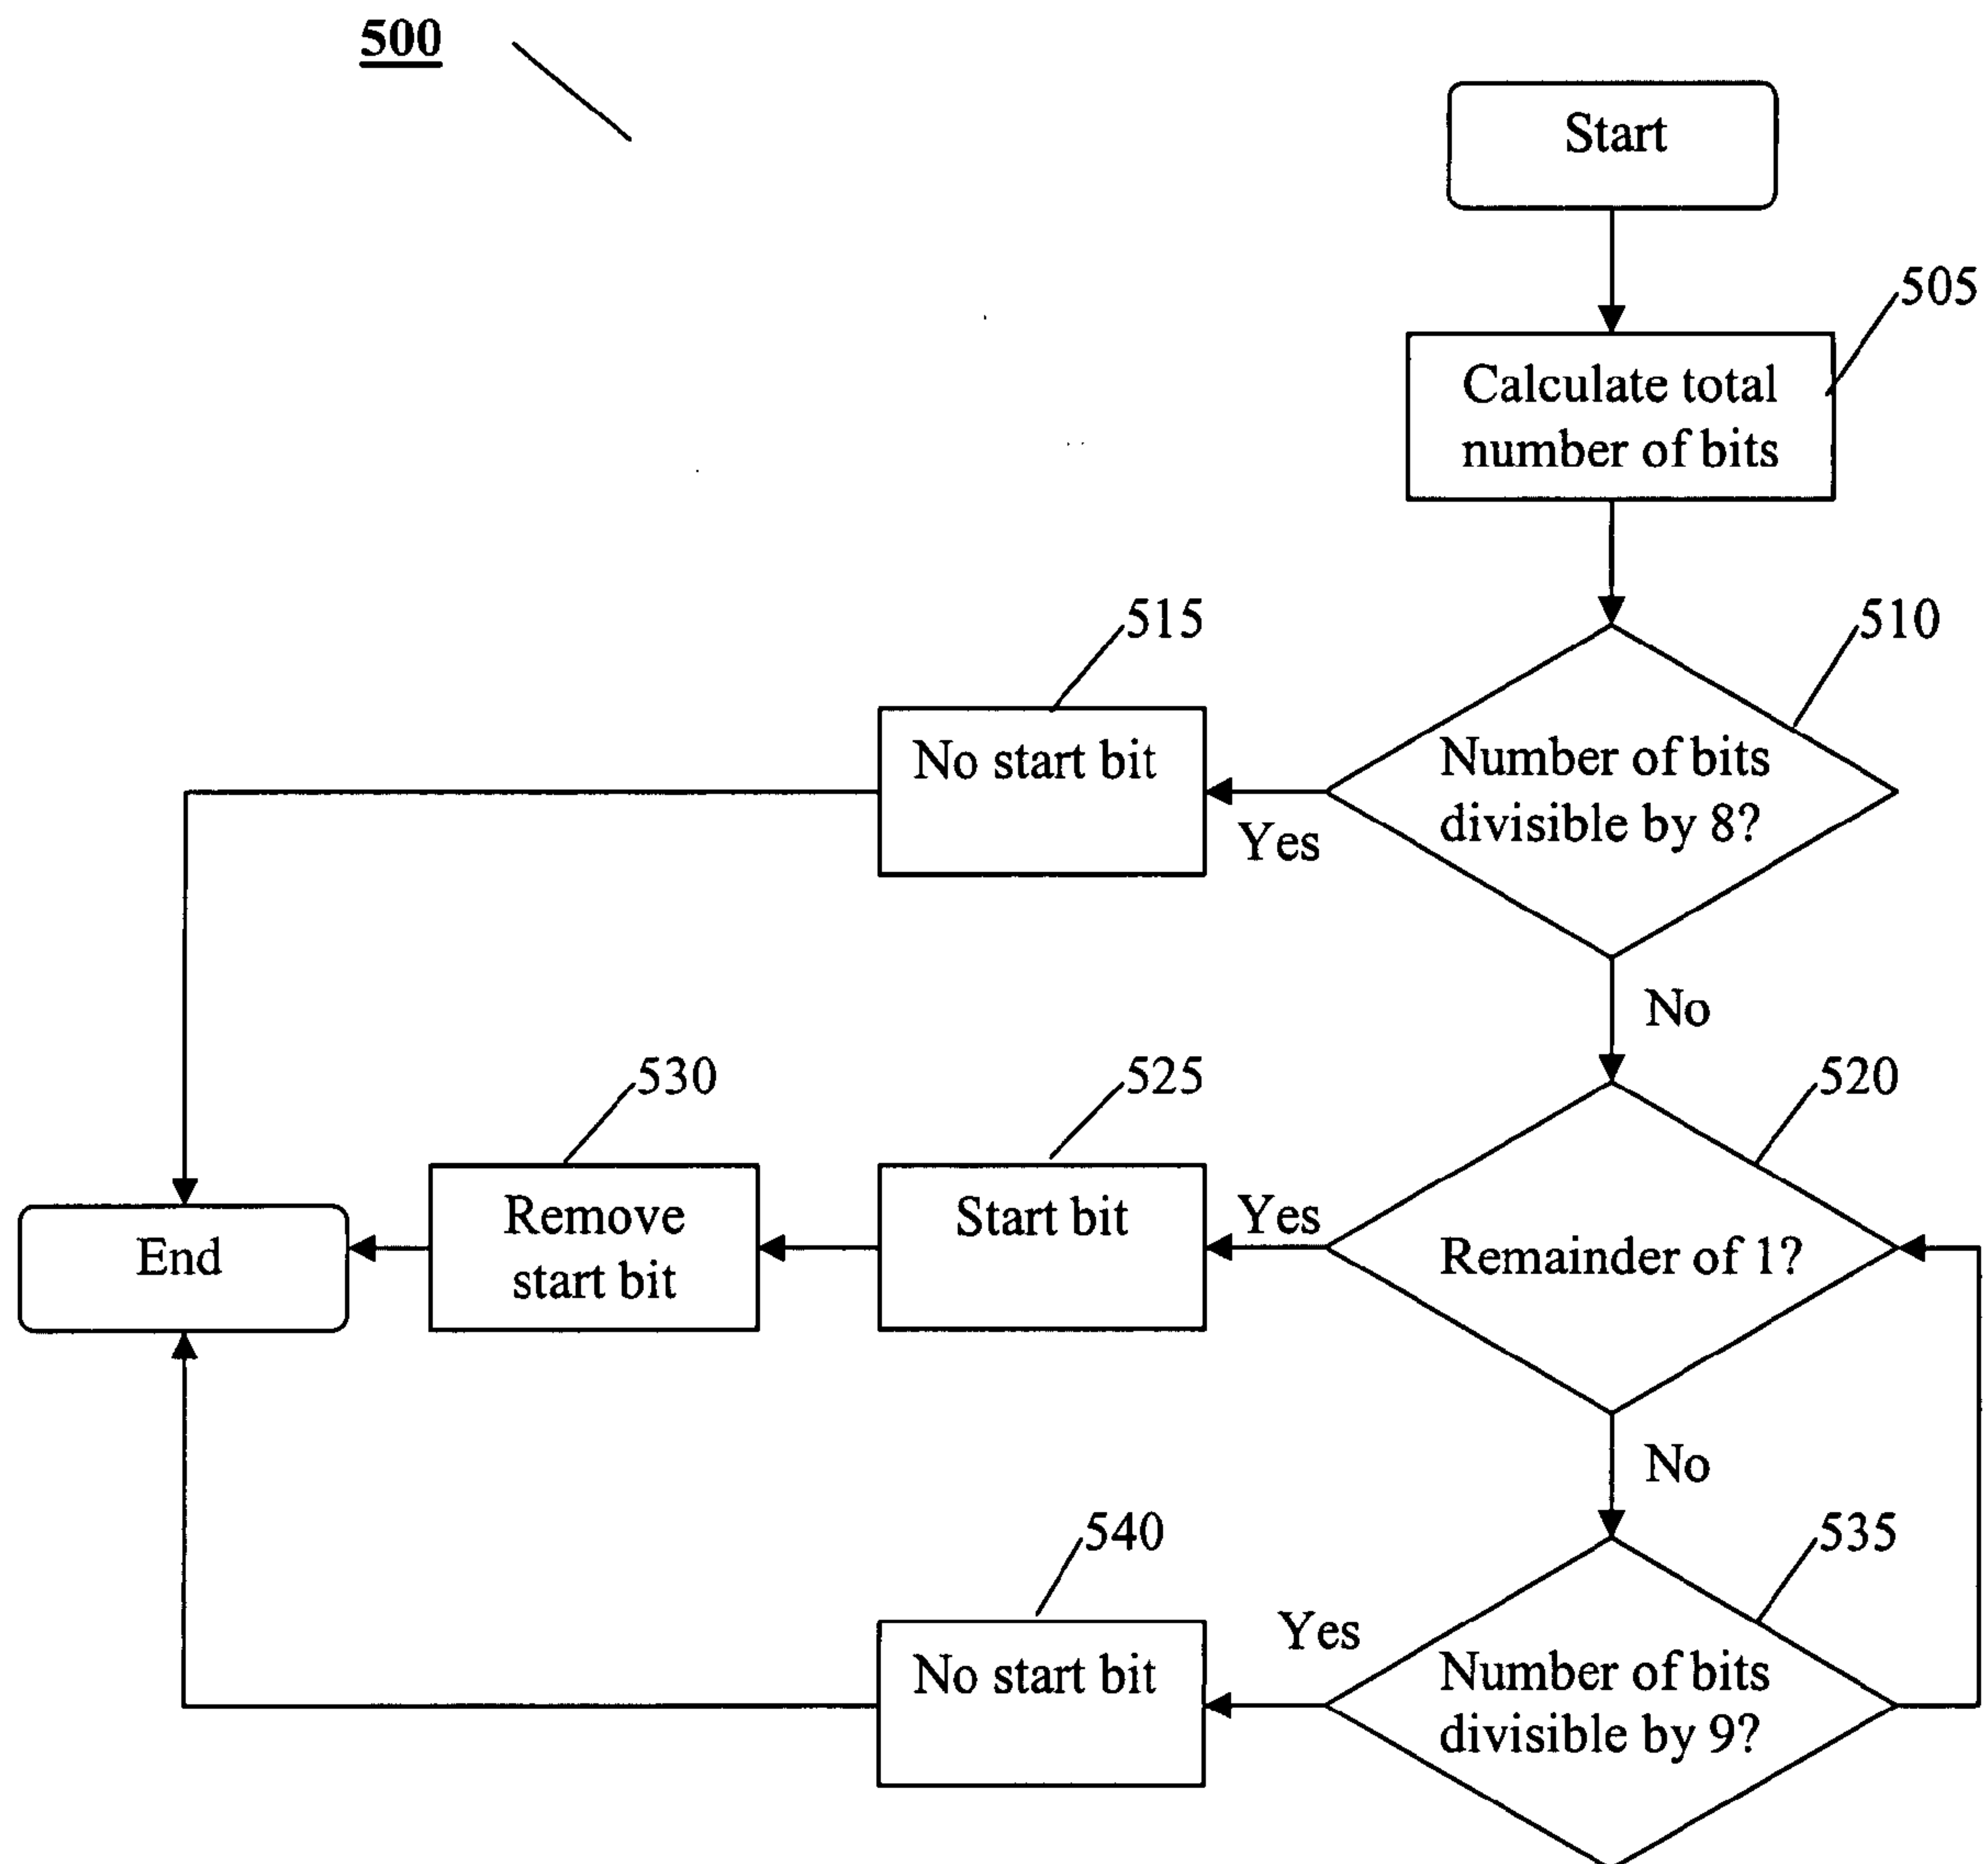 500
Start
505
Calculate total
number of bits
515
510
No start bit
Number of bits
divisible by 8?
Yes
No
530
525
520
Remove
start bit
Start bit
Yes
Remainder of 1?
End
No
540
535
Yes
No start bit
Number of bits
divisible by 9?